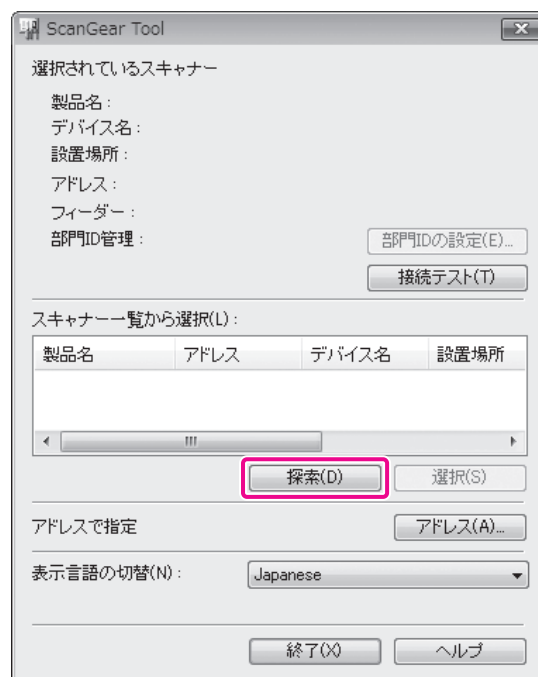 ScanGear Tool
選択されているスキャナー
製品名:
デバイス名:
設置場所:
アドレス:
フィーダー:
部門ID管理:
部門IDの設定(E)...
接続テスト(T)
スキャナー一覧から選択(L):
製品名 アドレス デバイス名 設置場所
探索(D) 選択(S)
アドレスで指定 アドレス(A)...
表示言語の切替(N): Japanese
終了(X) ヘルプ